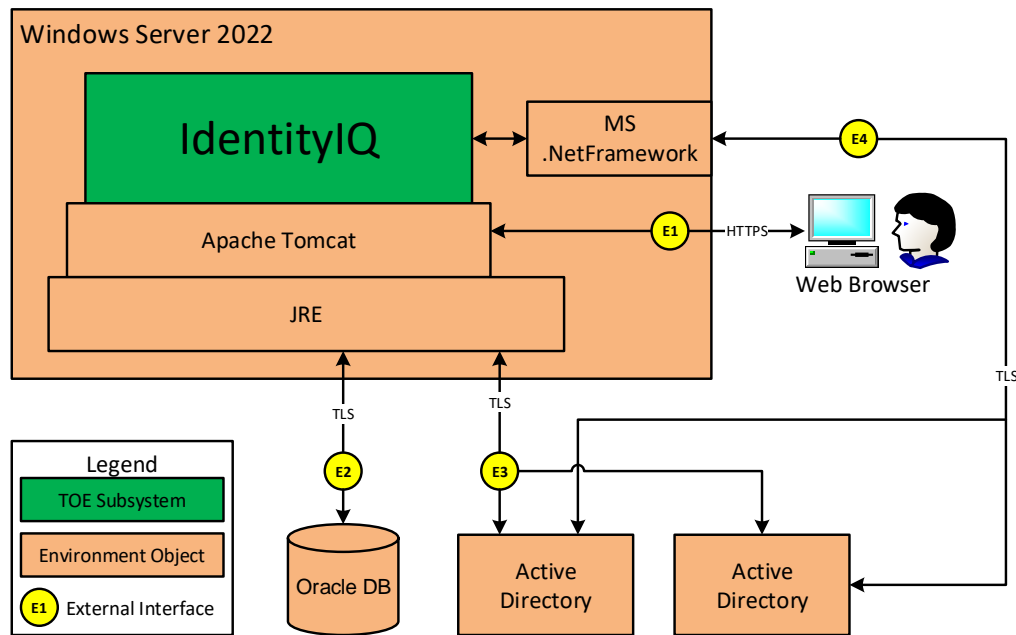 Windows Server 2022
IdentityIQ
MS
.NetFramework
E4
Apache Tomcat
E1
HTTPS
Web Browser
JRE
TLS
TLS
TLS
Legend
TOE Subsystem
Environment Object
E1 External Interface
E2
E3
Oracle DB
Active
Directory
Active
Directory